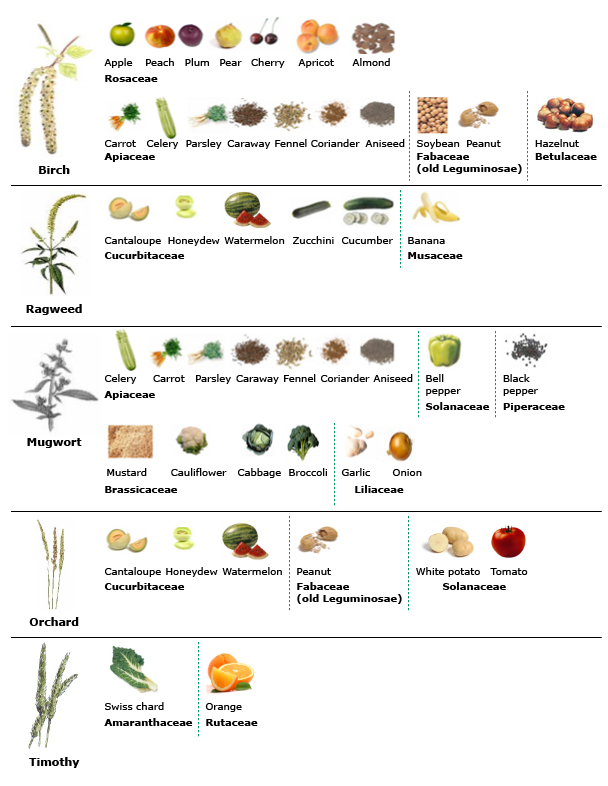 Apple Peach Plum Pear Cherry Apricot Almond
Rosaceae
Carrot Celery Parsley Caraway Fennel Coriander Aniseed
Apiaceae
Soybean Peanut
Fabaceae
(old Leguminosae)
Hazelnut
Betulaceae
Birch
Cantaloupe Honeydew Watermelon Zucchini Cucumber
Cucurbitaceae
Banana
Musaceae
Ragweed
Celery Carrot Parsley Caraway Fennel Coriander Aniseed
Apiaceae
Bell
pepper
Solanaceae
Black
pepper
Piperaceae
Mugwort
Mustard Cauliflower Cabbage Broccoli
Brassicaceae
Garlic Onion
Liliaceae
Cantaloupe Honeydew Watermelon
Cucurbitaceae
Peanut
Fabaceae
(old Leguminosae)
White potato Tomato
Solanaceae
Orchard
Swiss chard
Amaranthaceae
Orange
Rutaceae
Timothy